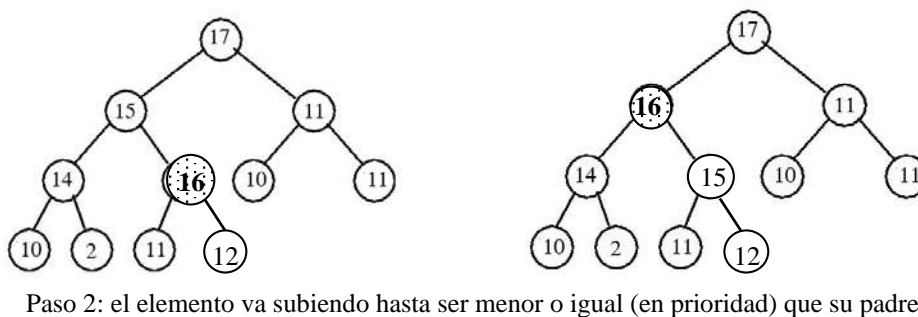 17 17
15 11 16 11
14 16 10 11 14 15 10 11
10 2 11 12 10 2 11 12
Paso 2: el elemento va subiendo hasta ser menor o igual (en prioridad) que su padre